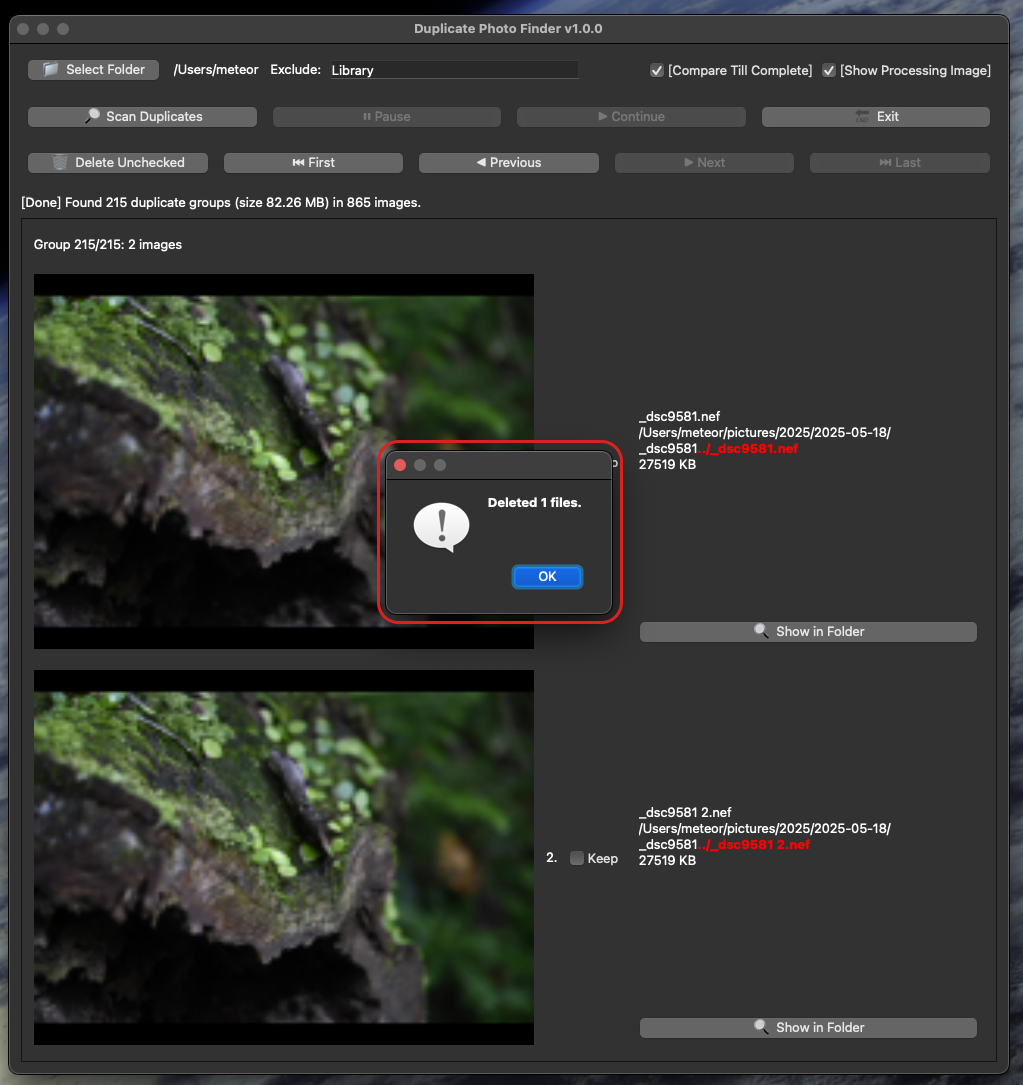 Duplicate Photo Finder v1.0.0
Select Folder /Users/meteor Exclude: Library [Compare Till Complete] [Show Processing Image]
Scan Duplicates Pause Continue Exit
Delete Unchecked First Previous Next Last
[Done] Found 215 duplicate groups (size 82.26 MB) in 865 images.
Group 215/215: 2 images
_dsc9581.nef
/Users/meteor/pictures/2025/2025-05-18/
_dsc9581../_dsc9581.nef
27519 KB
Deleted 1 files.
OK
Show in Folder
_dsc9581 2.nef
/Users/meteor/pictures/2025/2025-05-18/
_dsc9581../_dsc9581 2.nef
2. Keep
27519 KB
Show in Folder